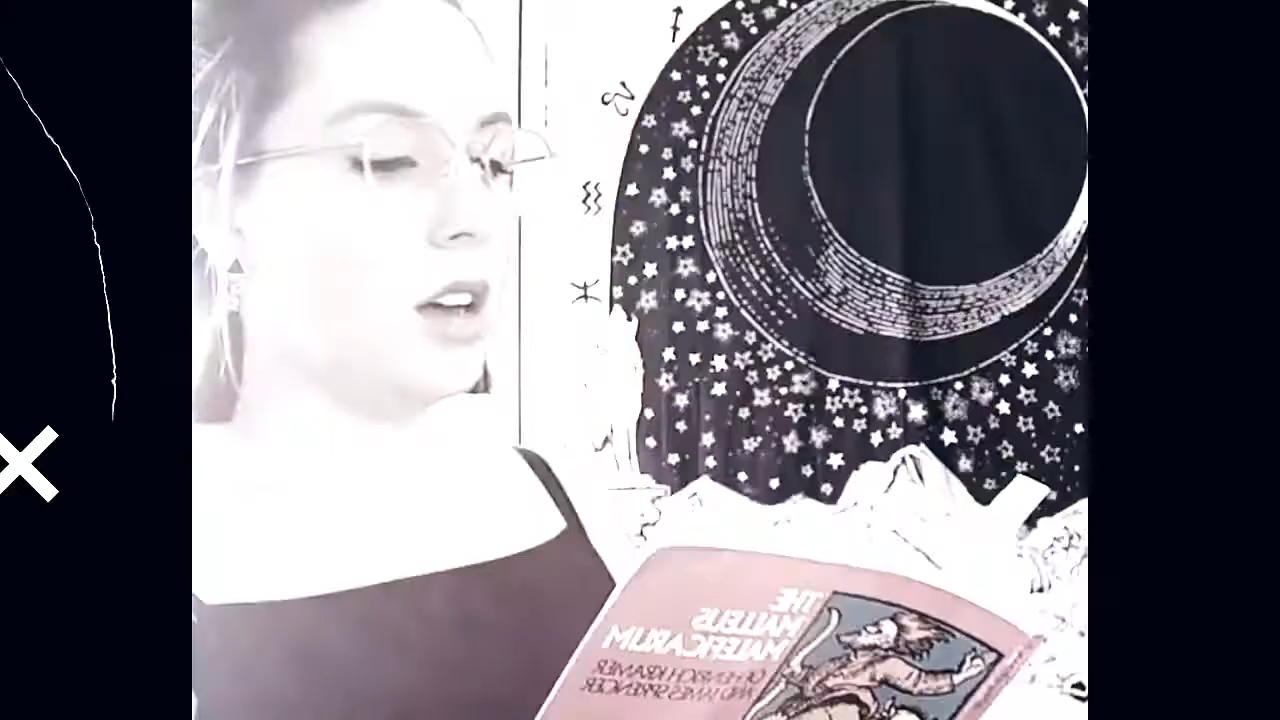 THE
MALLEUS
MALEFICARUM
OF HEINRICH KRAMER
AND JAMES SPRENGER